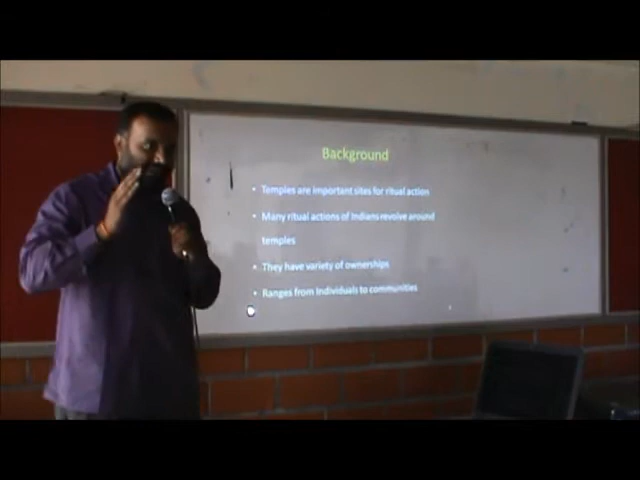 Background
• Temples are important sites for ritual action
• Many ritual actions of Indians revolve around
temples
• They have variety of ownerships
• Ranges from Individuals to communities